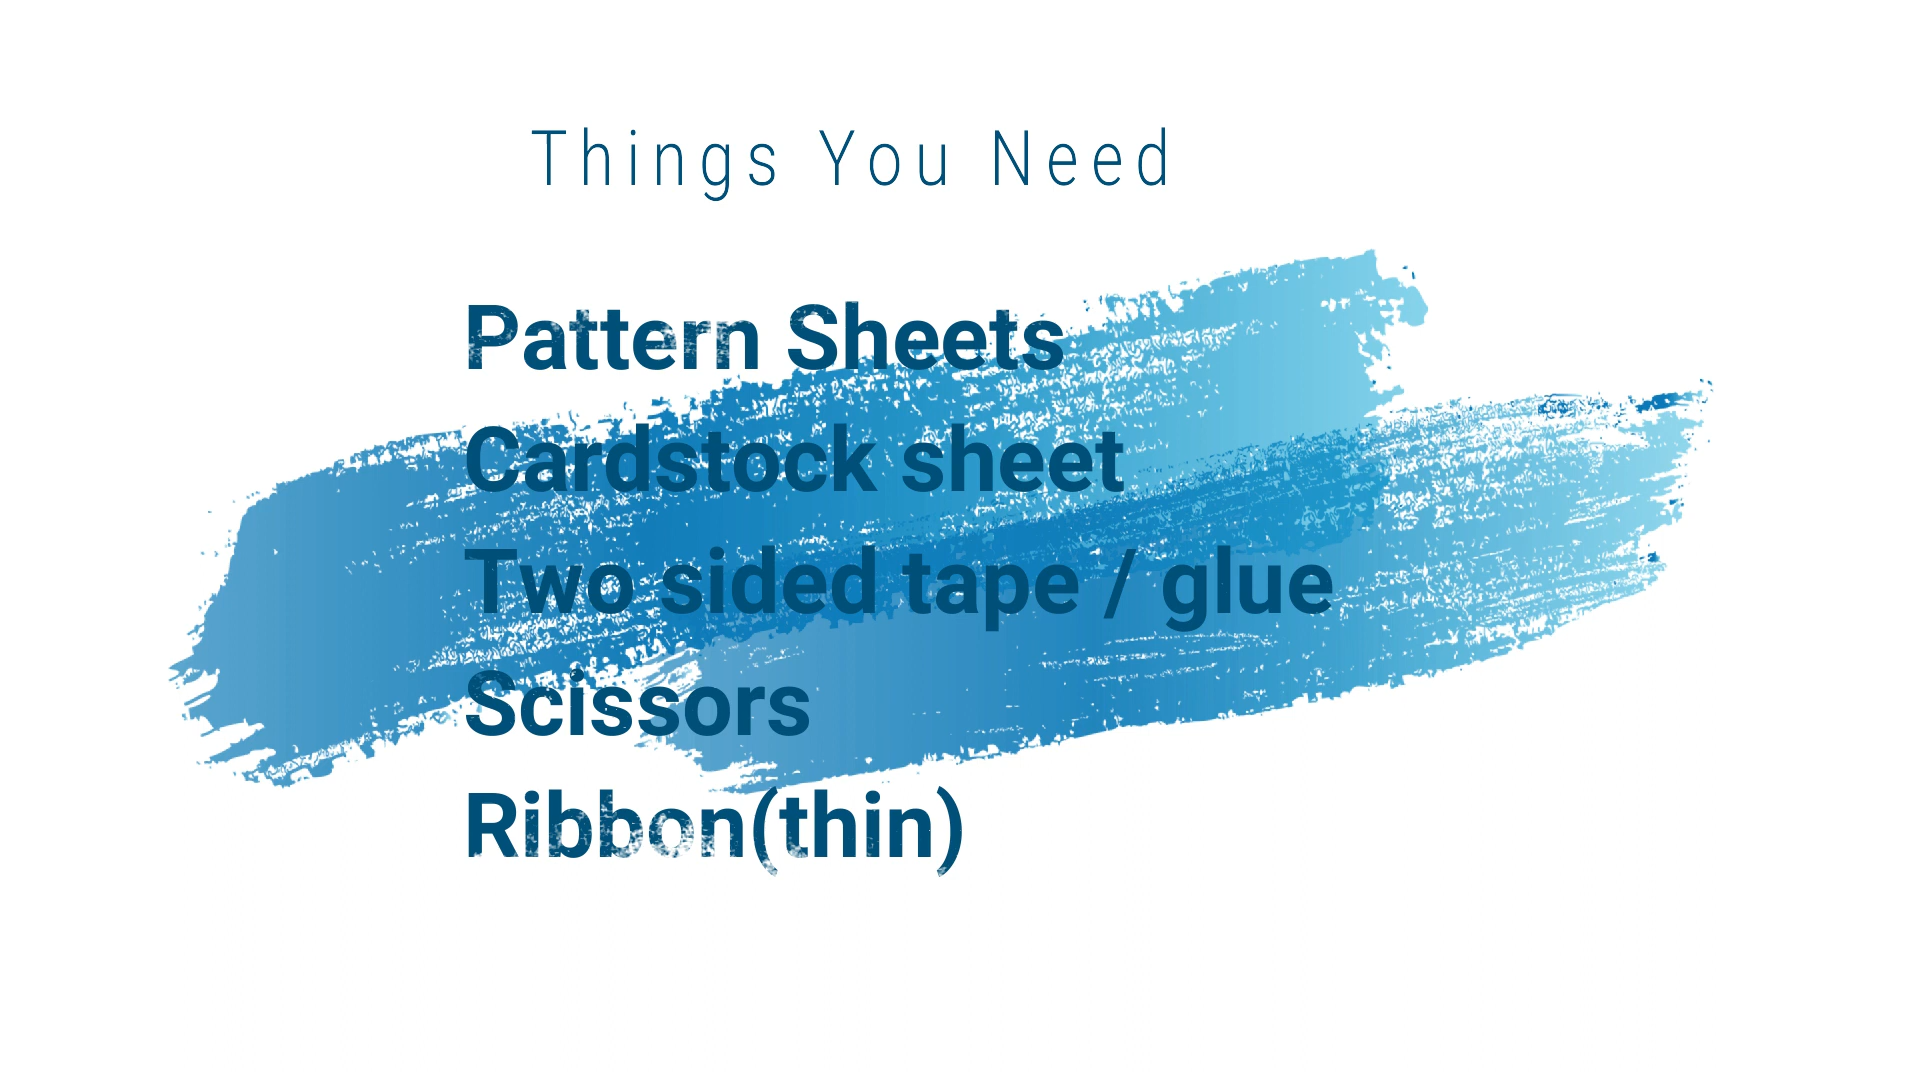 Things You Need
Pattern Sheets
Cardstock sheet
Two sided tape / glue
Scissors
Ribbon(thin)